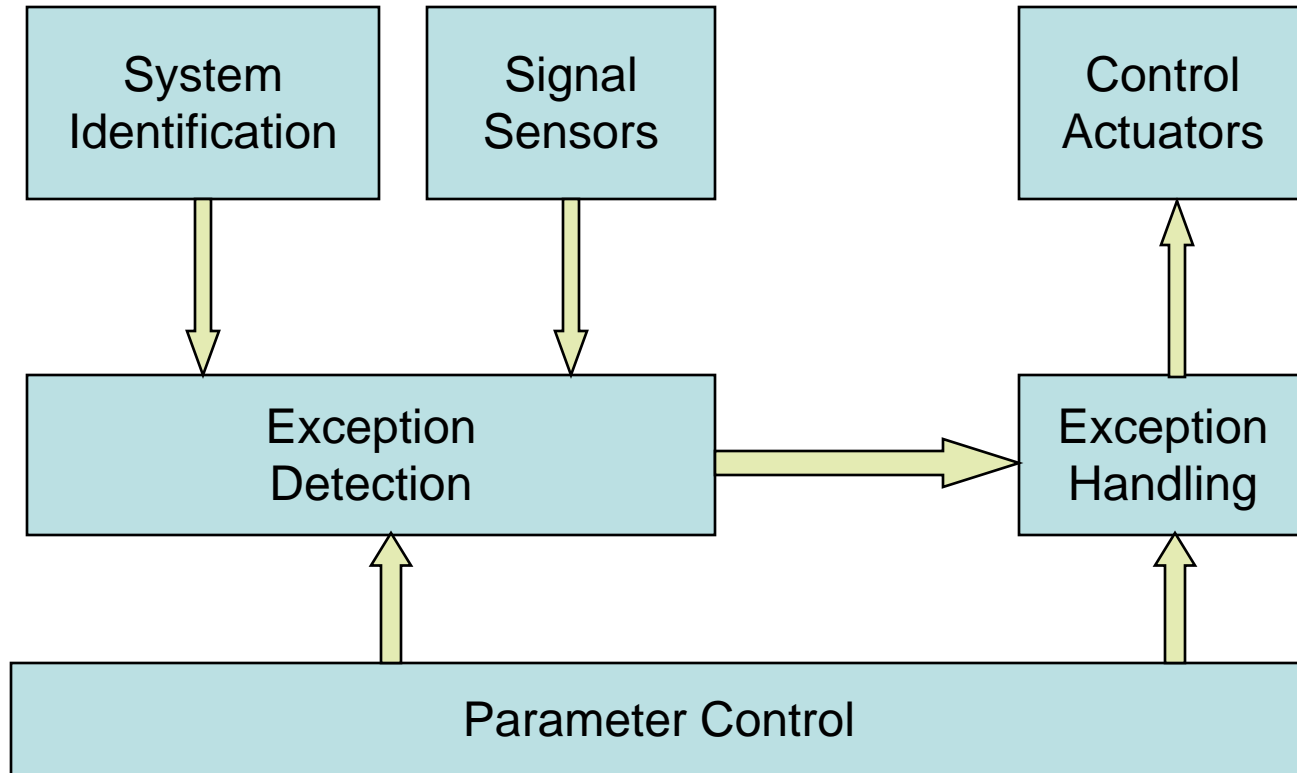 System
Identification
Signal
Sensors
Control
Actuators
Exception
Detection
Exception
Handling
Parameter Control